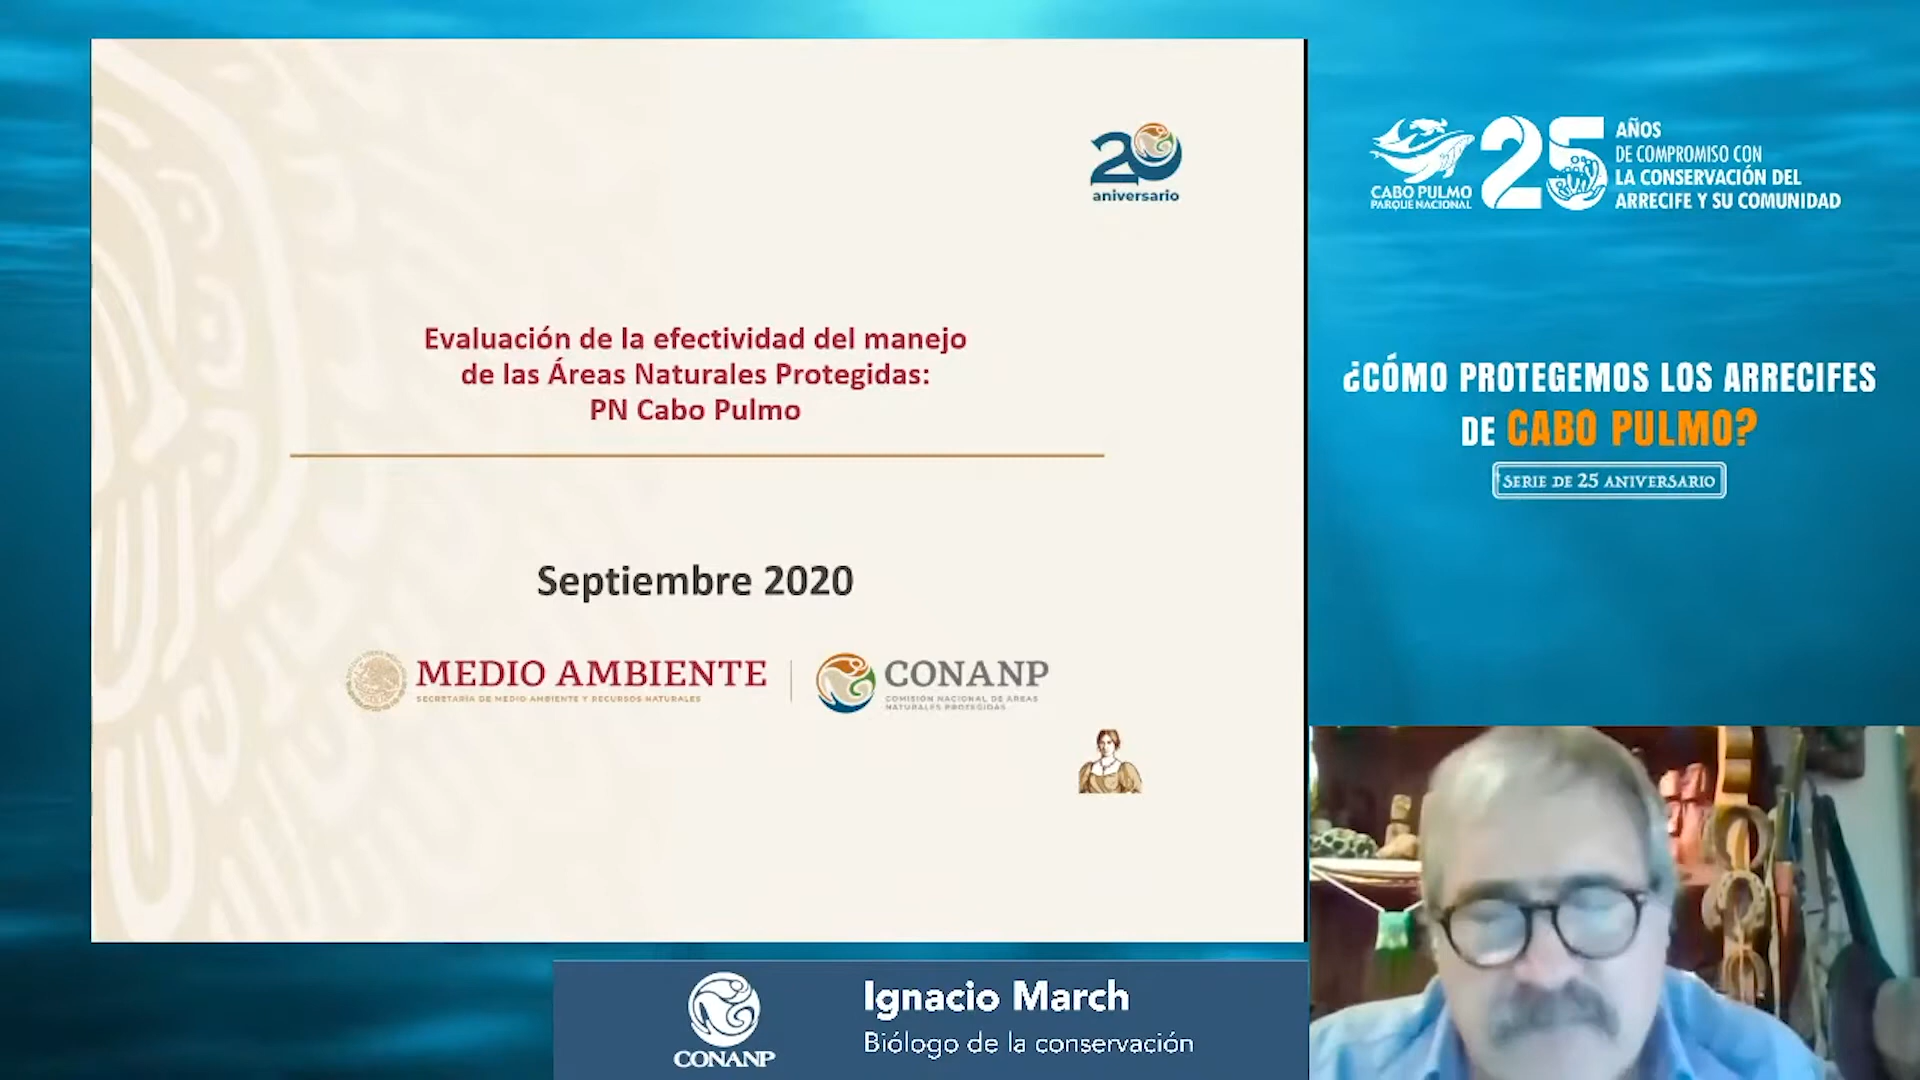 20
aniversario
Evaluación de la efectividad del manejo
de las Áreas Naturales Protegidas:
PN Cabo Pulmo
Septiembre 2020
MEDIO AMBIENTE
SECRETARÍA DE MEDIO AMBIENTE Y RECURSOS NATURALES
CONANP
COMISIÓN NACIONAL DE ÁREAS
NATURALES PROTEGIDAS
CABO PULMO
PARQUE NACIONAL
25
AÑOS
DE COMPROMISO CON
LA CONSERVACIÓN DEL
ARRECIFE Y SU COMUNIDAD
¿CÓMO PROTEGEMOS LOS ARRECIFES
DE CABO PULMO?
SERIE DE 25 ANIVERSARIO
CONANP
Ignacio March
Biólogo de la conservación